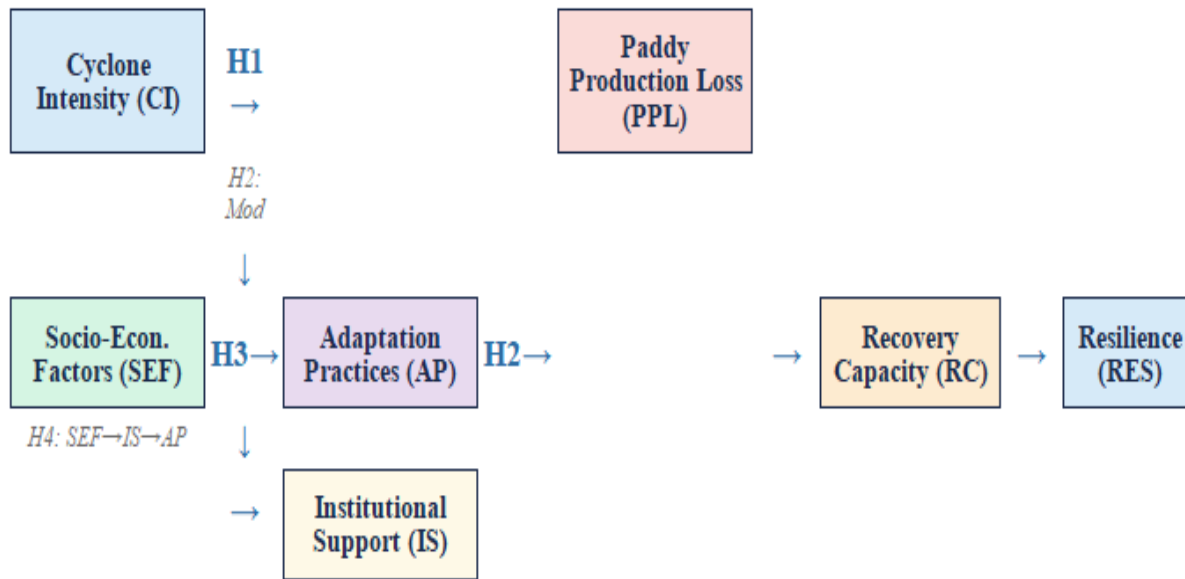 Cyclone
Intensity (CI)
H1
→
Paddy
Production Loss
(PPL)
H2:
Mod
↓
Socio-Econ.
Factors (SEF)
H3→
Adaptation
Practices (AP)
H2→
→
Recovery
Capacity (RC)
→
Resilience
(RES)
H4: SEF→IS→AP
↓
→
Institutional
Support (IS)